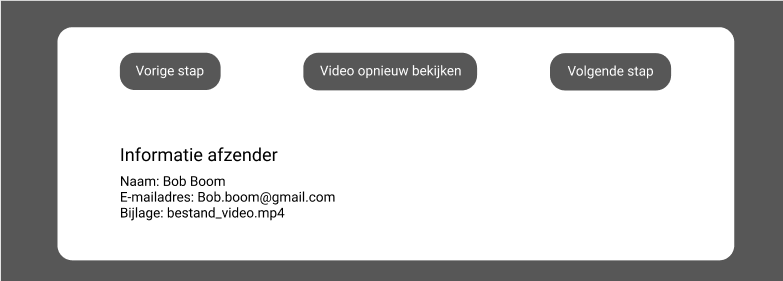 Vorige stap
Video opnieuw bekijken
Volgende stap
Informatie afzender
Naam: Bob Boom
E-mailadres: Bob.boom@gmail.com
Bijlage: bestand_video.mp4